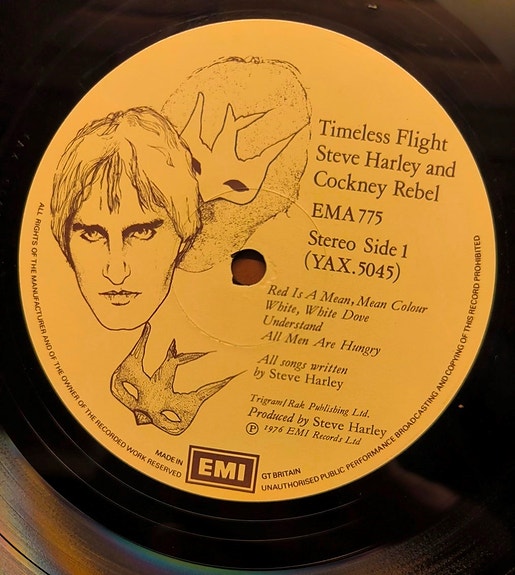 Timeless Flight
Steve Harley and
Cockney Rebel
EMA 775
Stereo Side 1
(YAX.5045)
Red Is A Mean, Mean Colour
White, White Dove
Understand
All Men Are Hungry
All songs written
by Steve Harley
Trigram/Rak Publishing Ltd.
Produced by Steve Harley
Ⓟ 1976 EMI Records Ltd
ALL RIGHTS OF THE MANUFACTURER AND OF THE OWNER OF THE RECORDED WORK RESERVED
MADE IN
EMI
GT BRITAIN
UNAUTHORISED PUBLIC PERFORMANCE BROADCASTING AND COPYING OF THIS RECORD PROHIBITED